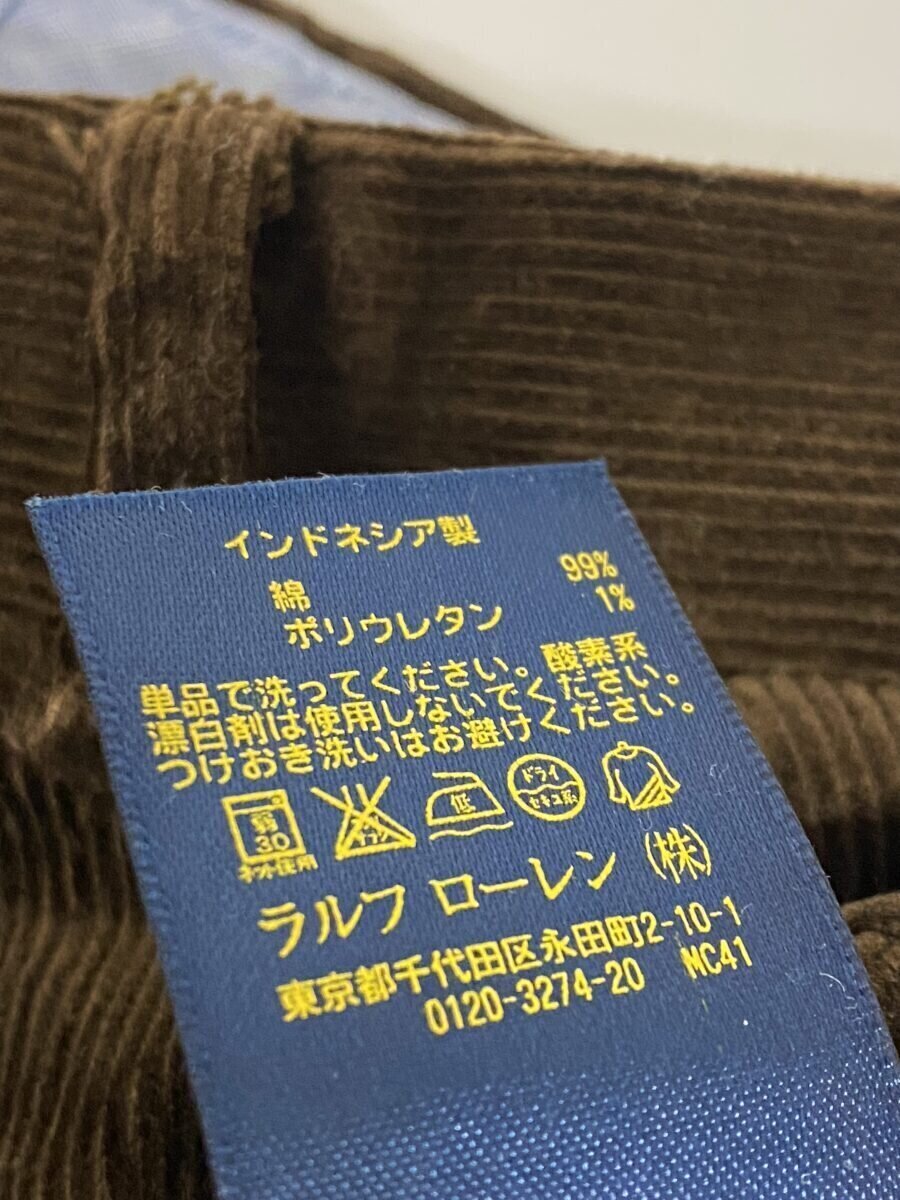 インドネシア製
綿 99%
ポリウレタン 1%
単品で洗ってください。酸素系
漂白剤は使用しないでください。
つけおき洗いはお避けください。
弱 30 ネット使用 エンソ 低 ドライ セキユ系
ラルフ ローレン (株)
東京都千代田区永田町2-10-1
0120-3274-20 MC41